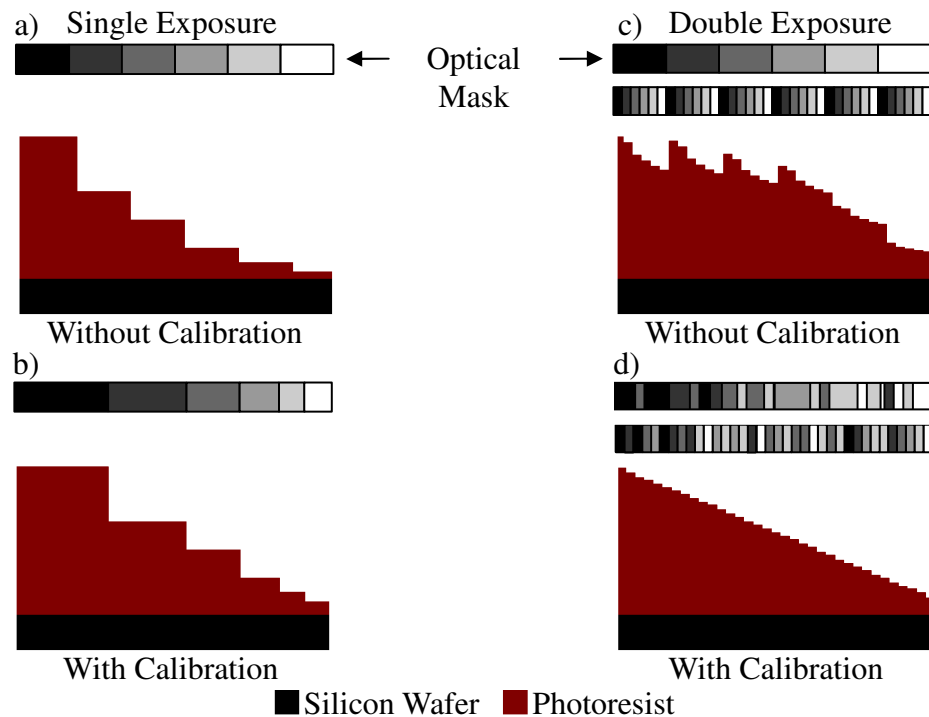 a) Single Exposure
Optical
Mask
c) Double Exposure
Without Calibration
Without Calibration
b)
d)
With Calibration
With Calibration
Silicon Wafer Photoresist